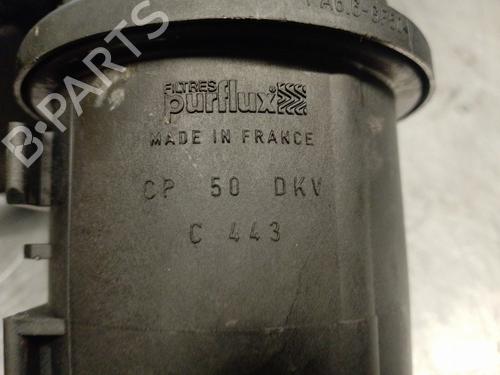 FILTRES
purflux
MADE IN FRANCE
CP 50 DKV
C 443
B-PARTS